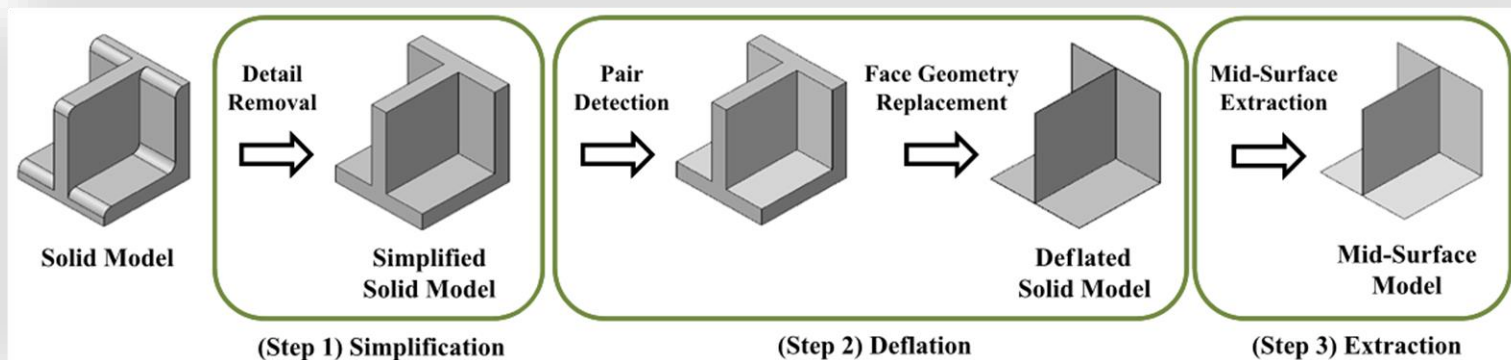 Solid Model
Detail
Removal
Simplified
Solid Model
(Step 1) Simplification
Pair
Detection
Face Geometry
Replacement
Deflated
Solid Model
(Step 2) Deflation
Mid-Surface
Extraction
Mid-Surface
Model
(Step 3) Extraction